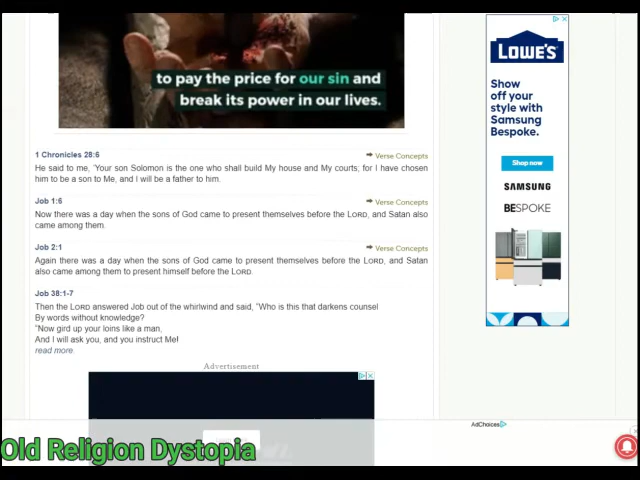 to pay the price for our sin and
break its power in our lives.
LOWE'S
Show
off your
style with
Samsung
Bespoke.
Shop now
SAMSUNG
BESPOKE
1 Chronicles 28:6
Verse Concepts
He said to me, 'Your son Solomon is the one who shall build My house and My courts; for I have chosen
him to be a son to Me, and I will be a father to him.
Job 1:6
Verse Concepts
Now there was a day when the sons of God came to present themselves before the LORD, and Satan also
came among them.
Job 2:1
Verse Concepts
Again there was a day when the sons of God came to present themselves before the LORD, and Satan
also came among them to present himself before the LORD.
Job 38:1-7
Then the LORD answered Job out of the whirlwind and said, "Who is this that darkens counsel
By words without knowledge?
"Now gird up your loins like a man,
And I will ask you, and you instruct Me!
read more
Advertisement
AdChoices
Old Religion Dystopia